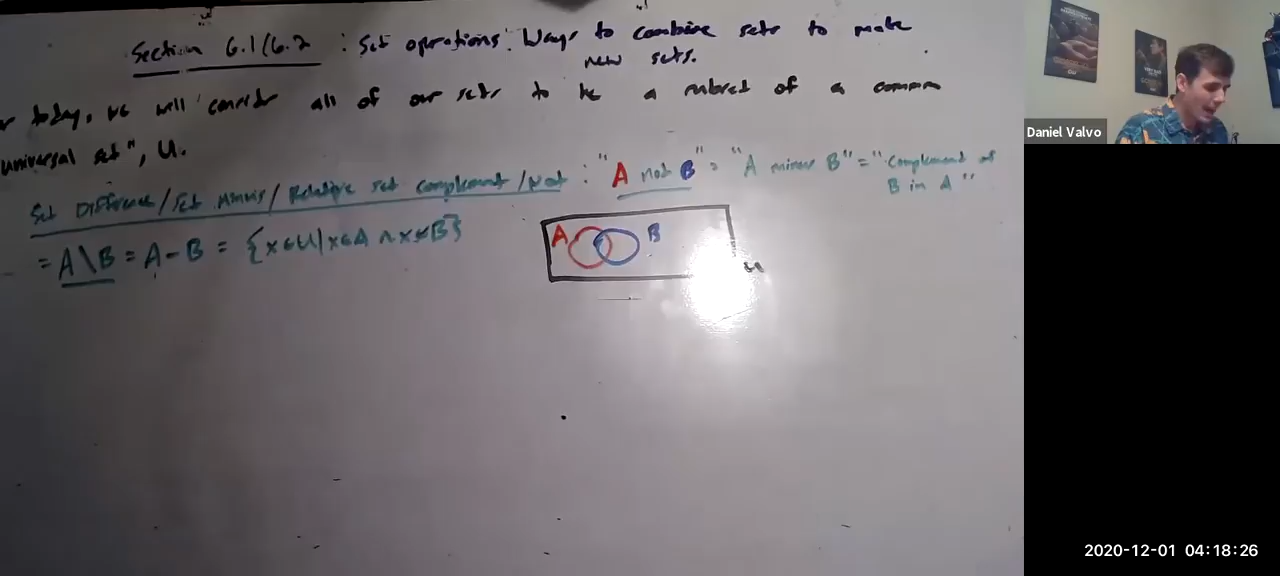 Section 6.1/6.2 : Set operations: Ways to combine sets to make
new sets.
r today, we will consider all of our sets to be a subset of a common
universal set", U.
Set Difference/Set Minus/Relative set complement/Not : "A not B" = "A minus B" = "Complement of
B in A"
= A\B = A-B = {x∈U|x∈A ∧ x∉B}
A B
U
Daniel Valvo
2020-12-01 04:18:26